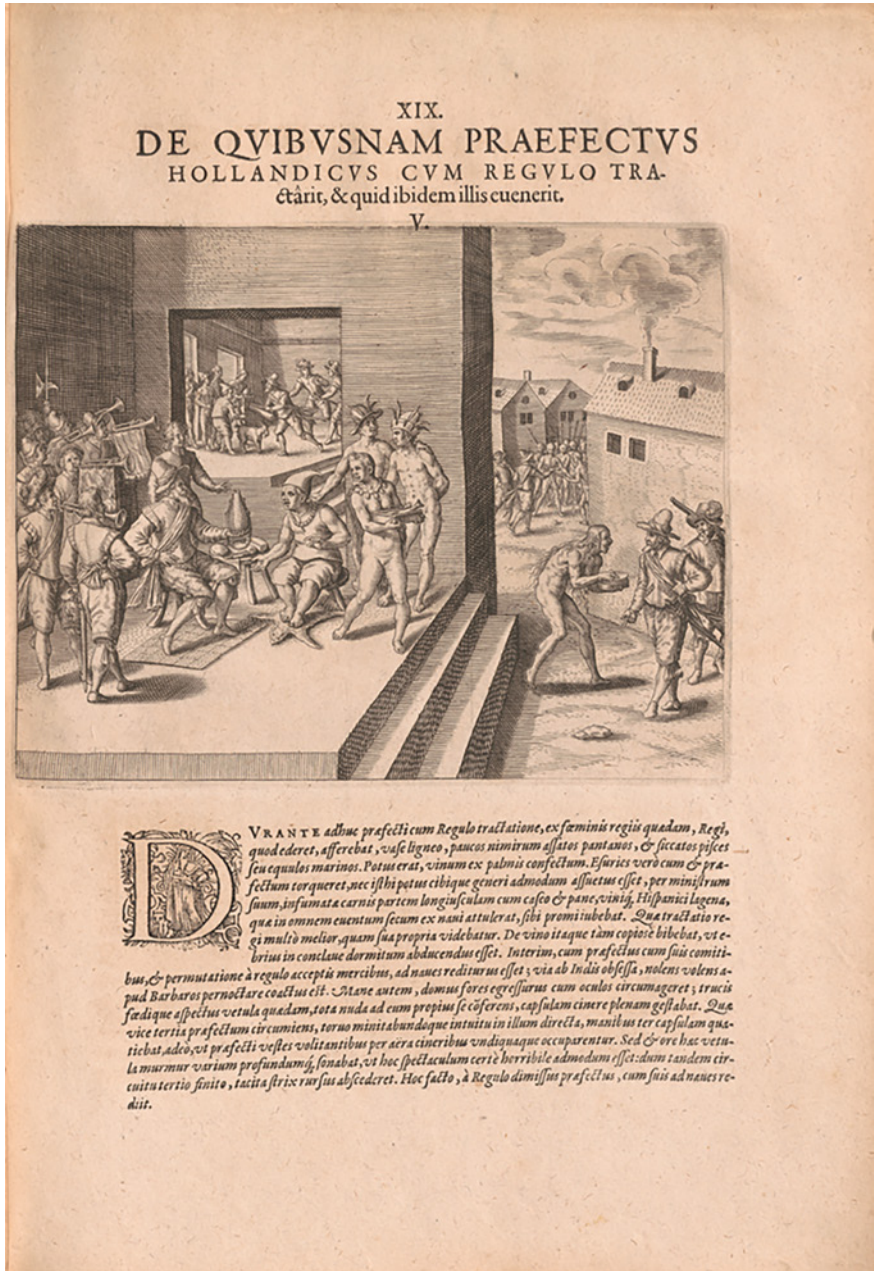 XIX.
DE QVIBVSNAM PRAEFECTVS
HOLLANDICVS CVM REGVLO TRA-
ctârit, & quid ibidem illis euenerit.
V.
DVRANTE adhuc præfecti cum Regulo tractatione, ex fœminis regiis quædam, Regi,
quod ederet, afferebat, vase ligneo, paucos nimirum assatos pantanos, & siccatos pisces
seu equulos marinos. Potus erat, vinum ex palmis confectum. Esuries verò cum & præ-
fectum torqueret, nec isthi potus cibique generi admodum assuetus esset, per ministrum
suum, infumatæ carnis partem longiusculam cum caseo & pane, viniq; Hispanici lagena,
quæ in omnem euentum secum ex naui attulerat, sibi promi iubebat. Quæ tractatio re-
gi multò melior, quam sua propria videbatur. De vino itaque tàm copiosè bibebat, vt e-
brius in conclaue dormitum abducendus esset. Interim, cum præfectus cum suis comiti-
bus, & permutatione à regulo acceptis mercibus, ad naues rediturus esset; via ab Indis obsessa, nolens volens a-
pud Barbaros pernoctare coactus est. Mane autem, domus fores egressurus cum oculos circumageret; trucis
fœdique aspectus vetula quædam, tota nuda ad eum propius se cōferens, capsulam cinere plenam gestabat. Quæ
vice tertia præfectum circumiens, toruo minitabundoque intuitu in illum directa, manibus ter capsulam qua-
tiebat, adeò, vt præfecti vestes volitantibus per aëra cineribus vndiquaque occuparentur. Sed & ore hæc vetu-
la murmur varium profundumq; sonabat, vt hoc spectaculum certè horribile admodum esset: dum tandem cir-
cuitu tertio finito, tacita strix rursus abscederet. Hoc facto, à Regulo dimissus præfectus, cum suis ad naues re-
diit.